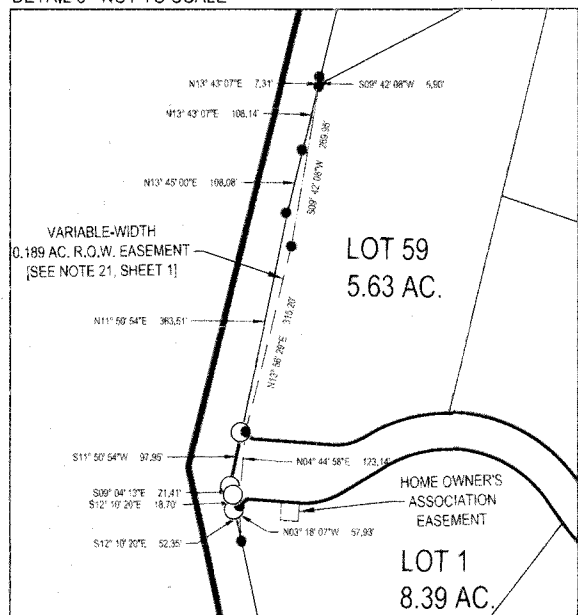 DETAIL 3 - NOT TO SCALE
N13° 43' 07"E 7.31'
S09° 42' 08"W 5.90'
N13° 43' 07"E 108.14'
S09° 42' 08"W 269.98'
N13° 45' 00"E 108.08'
VARIABLE-WIDTH
0.189 AC. R.O.W. EASEMENT
[SEE NOTE 21, SHEET 1]
LOT 59
5.63 AC.
N11° 50' 54"E 363.51'
N13° 56' 29"E 315.20'
S11° 50' 54"W 97.95'
N04° 44' 58"E 123.14'
S09° 04' 13"E 21.41'
S12° 10' 20"E 18.70'
HOME OWNER'S
ASSOCIATION
EASEMENT
N03° 18' 07"W 57.93'
S12° 10' 20"E 52.35'
LOT 1
8.39 AC.